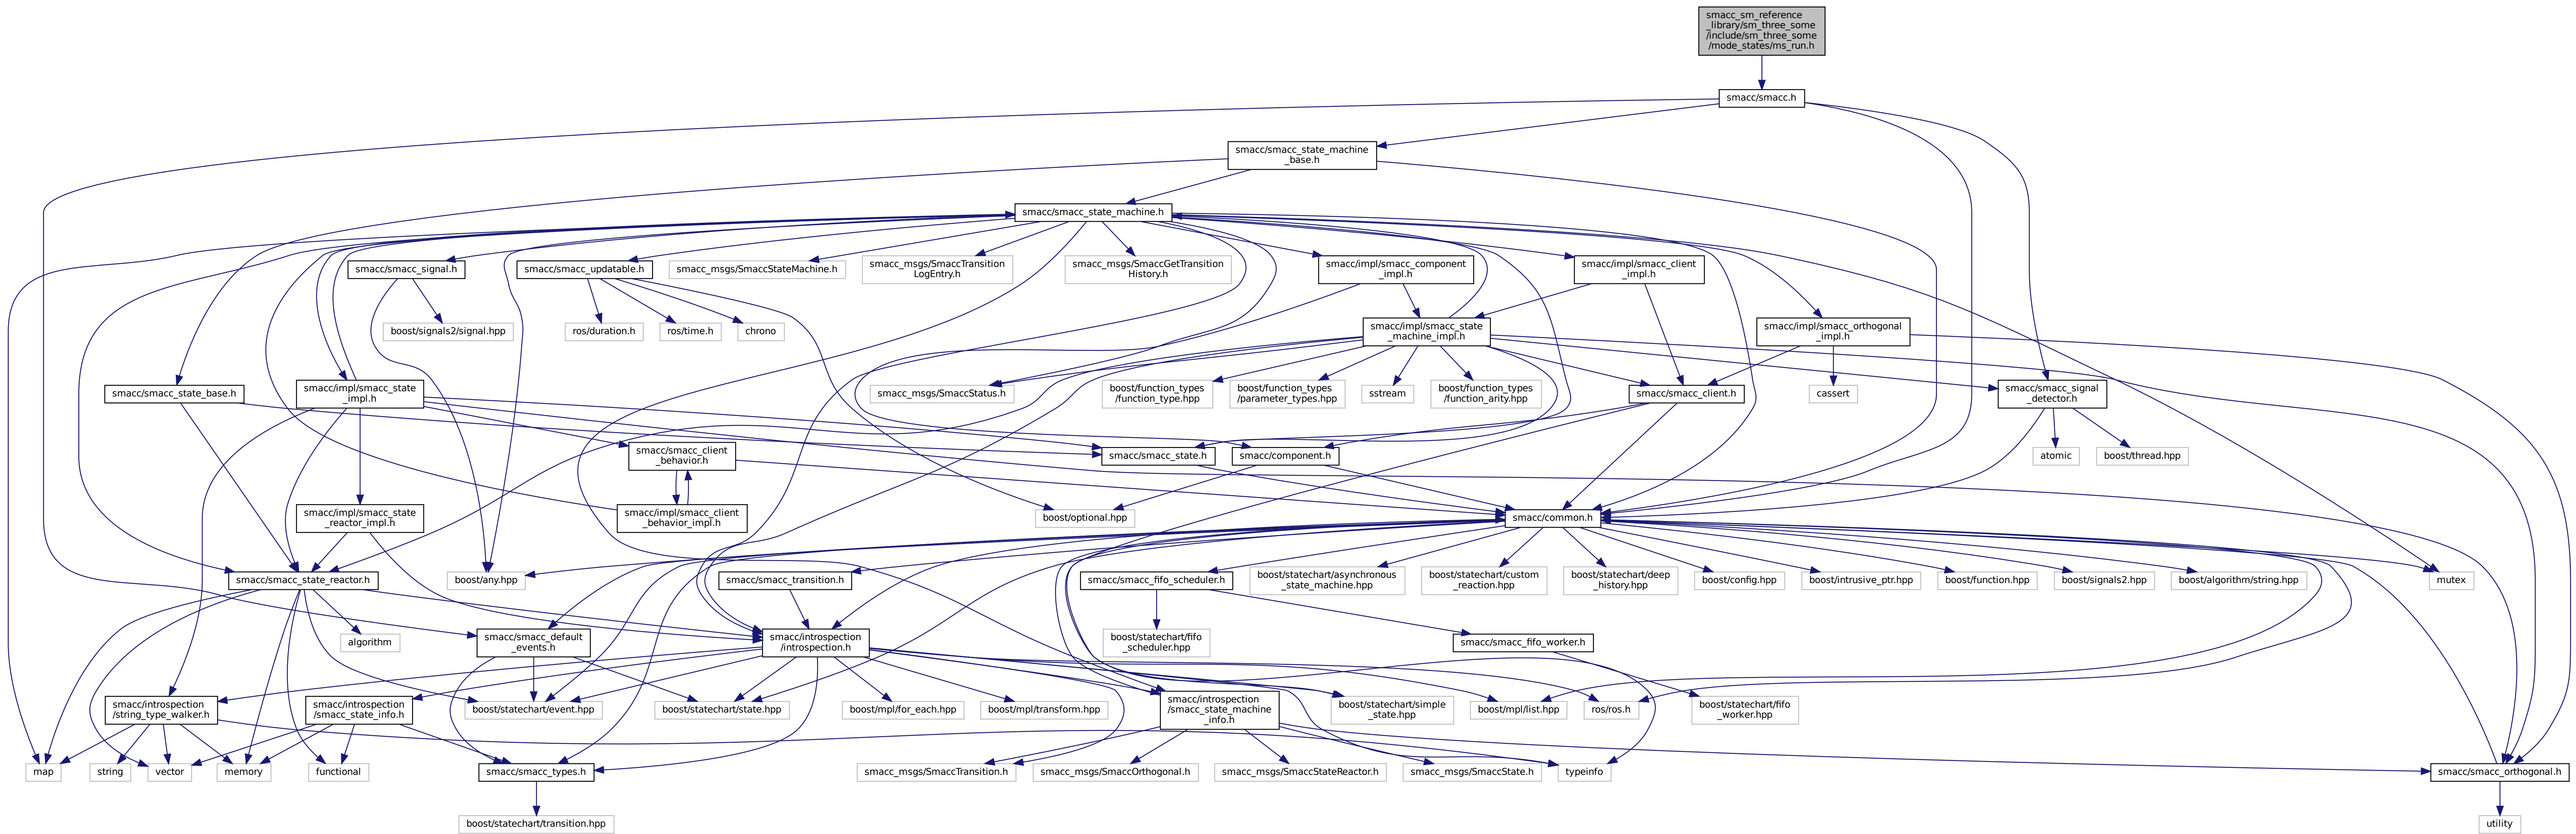 smacc_sm_reference
_library/sm_three_some
/include/sm_three_some
/mode_states/ms_run.h
smacc/smacc.h
smacc/smacc_state_machine
_base.h
smacc/smacc_state_machine.h
smacc/smacc_signal.h
smacc/smacc_updatable.h
smacc_msgs/SmaccStateMachine.h
smacc_msgs/SmaccTransition
LogEntry.h
smacc_msgs/SmaccGetTransition
History.h
smacc/impl/smacc_component
_impl.h
smacc/impl/smacc_client
_impl.h
boost/signals2/signal.hpp
ros/duration.h
ros/time.h
chrono
smacc/impl/smacc_state
_machine_impl.h
smacc/impl/smacc_orthogonal
_impl.h
smacc/smacc_state_base.h
smacc/impl/smacc_state
_impl.h
smacc_msgs/SmaccStatus.h
boost/function_types
/function_type.hpp
boost/function_types
/parameter_types.hpp
sstream
boost/function_types
/function_arity.hpp
smacc/smacc_client.h
cassert
smacc/smacc_signal
_detector.h
smacc/smacc_client
_behavior.h
smacc/smacc_state.h
smacc/component.h
atomic
boost/thread.hpp
smacc/impl/smacc_state
_reactor_impl.h
smacc/impl/smacc_client
_behavior_impl.h
boost/optional.hpp
smacc/common.h
smacc/smacc_state_reactor.h
boost/any.hpp
smacc/smacc_transition.h
smacc/smacc_fifo_scheduler.h
boost/statechart/asynchronous
_state_machine.hpp
boost/statechart/custom
_reaction.hpp
boost/statechart/deep
_history.hpp
boost/config.hpp
boost/intrusive_ptr.hpp
boost/function.hpp
boost/signals2.hpp
boost/algorithm/string.hpp
mutex
algorithm
smacc/smacc_default
_events.h
smacc/introspection
/introspection.h
boost/statechart/fifo
_scheduler.hpp
smacc/smacc_fifo_worker.h
smacc/introspection
/string_type_walker.h
smacc/introspection
/smacc_state_info.h
boost/statechart/event.hpp
boost/statechart/state.hpp
boost/mpl/for_each.hpp
boost/mpl/transform.hpp
smacc/introspection
/smacc_state_machine
_info.h
boost/statechart/simple
_state.hpp
boost/mpl/list.hpp
ros/ros.h
boost/statechart/fifo
_worker.hpp
map
string
vector
memory
functional
smacc/smacc_types.h
smacc_msgs/SmaccTransition.h
smacc_msgs/SmaccOrthogonal.h
smacc_msgs/SmaccStateReactor.h
smacc_msgs/SmaccState.h
typeinfo
smacc/smacc_orthogonal.h
boost/statechart/transition.hpp
utility